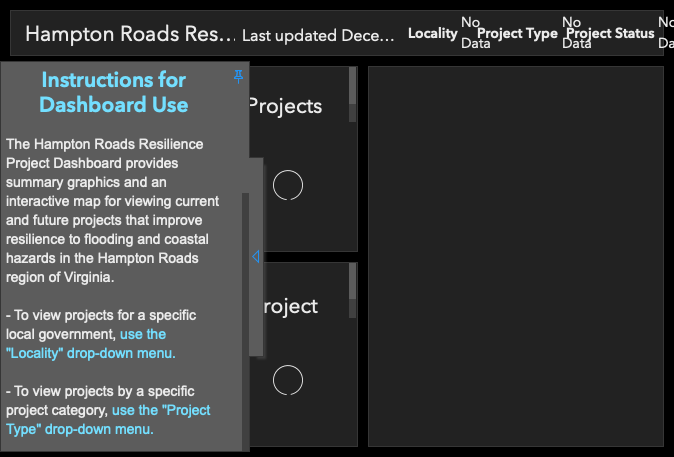 Hampton Roads Res...
Last updated Dece...
Locality
No
Data
Project Type
No
Data
Project Status
No
Data
Instructions for
Dashboard Use
The Hampton Roads Resilience
Project Dashboard provides
summary graphics and an
interactive map for viewing current
and future projects that improve
resilience to flooding and coastal
hazards in the Hampton Roads
region of Virginia.
- To view projects for a specific
local government, use the
"Locality" drop-down menu.
- To view projects by a specific
project category, use the "Project
Type" drop-down menu.
Projects
roject